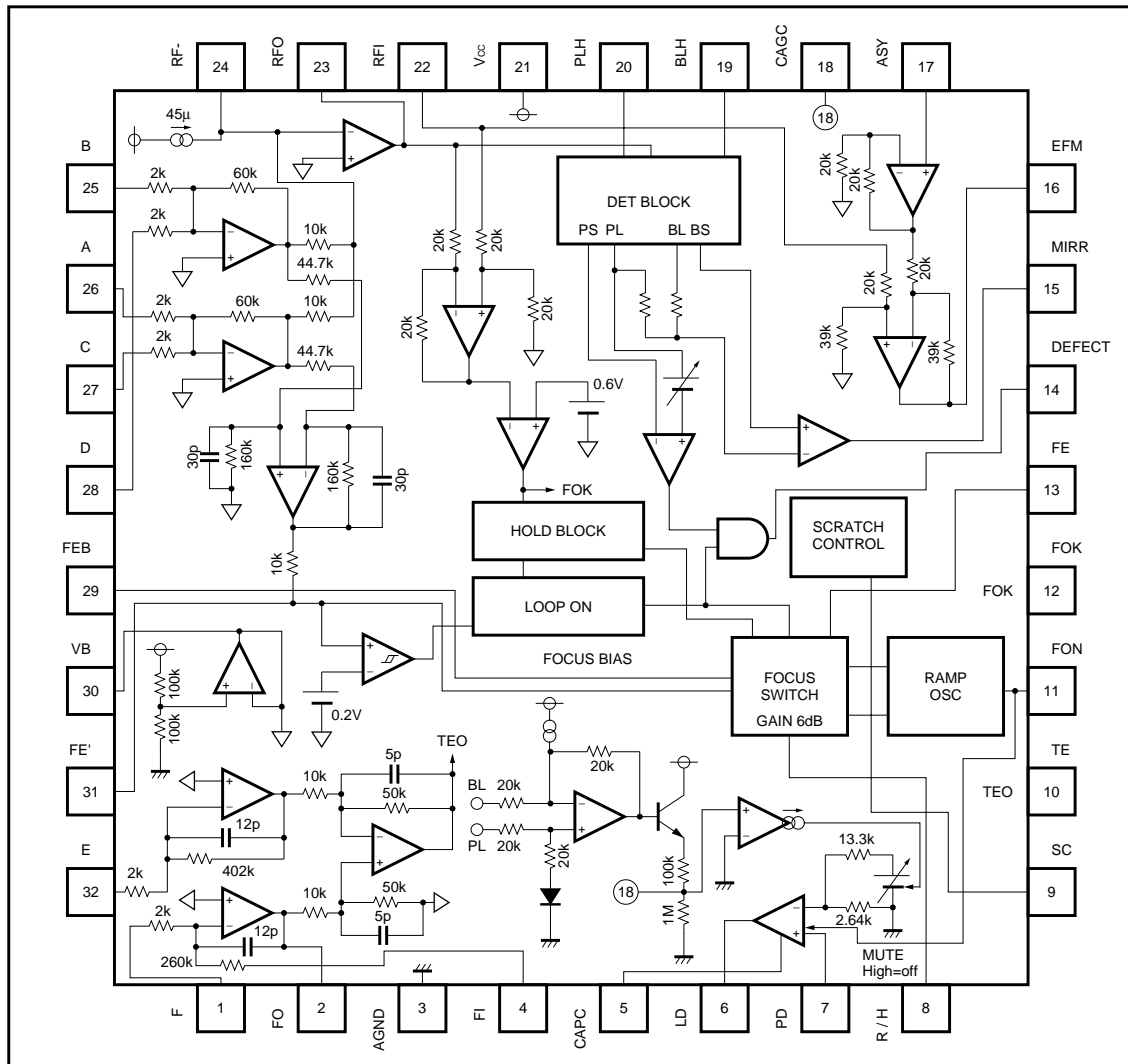 RF-
RFO
RFI
Vcc
PLH
BLH
CAGC
ASY
24
23
22
21
20
19
18
17
45μ
18
B
25
2k
60k
2k
10k
44.7k
A
26
2k
60k
10k
2k
44.7k
C
27
D
28
30p
160k
160k
30p
10k
20k
20k
20k
20k
DET BLOCK
PS PL
BL BS
0.6V
20k
20k
20k
20k
39k
39k
EFM
16
MIRR
15
DEFECT
14
FOK
HOLD BLOCK
LOOP ON
SCRATCH
CONTROL
FE
13
FOK
FOK
12
FEB
29
VB
30
100k
100k
0.2V
FOCUS BIAS
FOCUS
SWITCH
GAIN 6dB
RAMP
OSC
FON
11
FE'
31
TEO
10k
5p
50k
12p
402k
E
32
2k
2k
10k
50k
5p
12p
260k
BL
20k
PL
20k
20k
20k
100k
18
1M
13.3k
2.64k
MUTE
High=off
TE
TEO
10
SC
9
1
2
3
4
5
6
7
8
F
FO
AGND
FI
CAPC
LD
PD
R / H